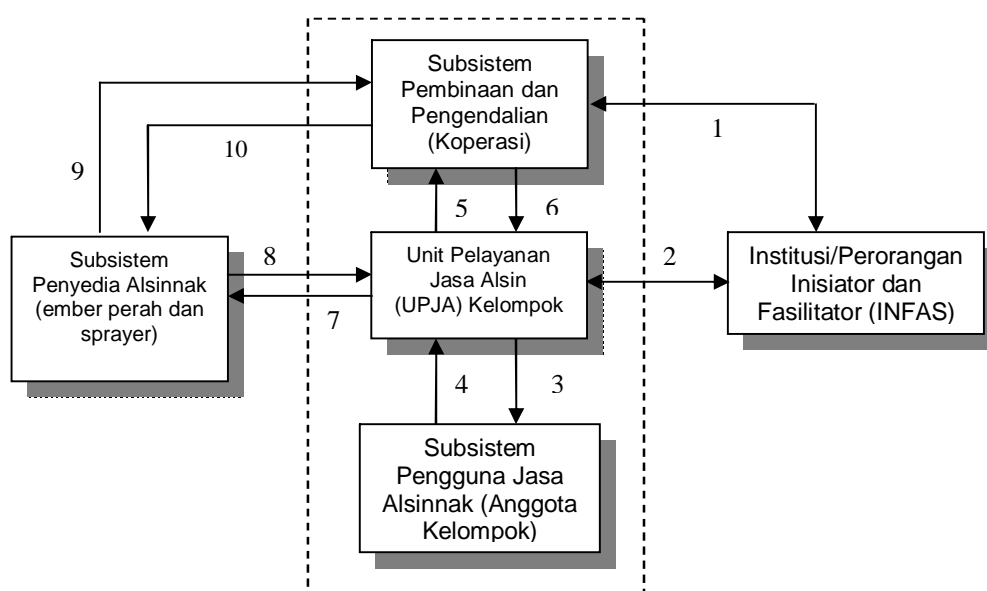 Subsistem
Pembinaan dan
Pengendalian
(Koperasi)
1
10
9
5
6
Subsistem
Penyedia Alsinnak
(ember perah dan
sprayer)
8
7
Unit Pelayanan
Jasa Alsin
(UPJA) Kelompok
2
Institusi/Perorangan
Inisiator dan
Fasilitator (INFAS)
4
3
Subsistem
Pengguna Jasa
Alsinnak (Anggota
Kelompok)